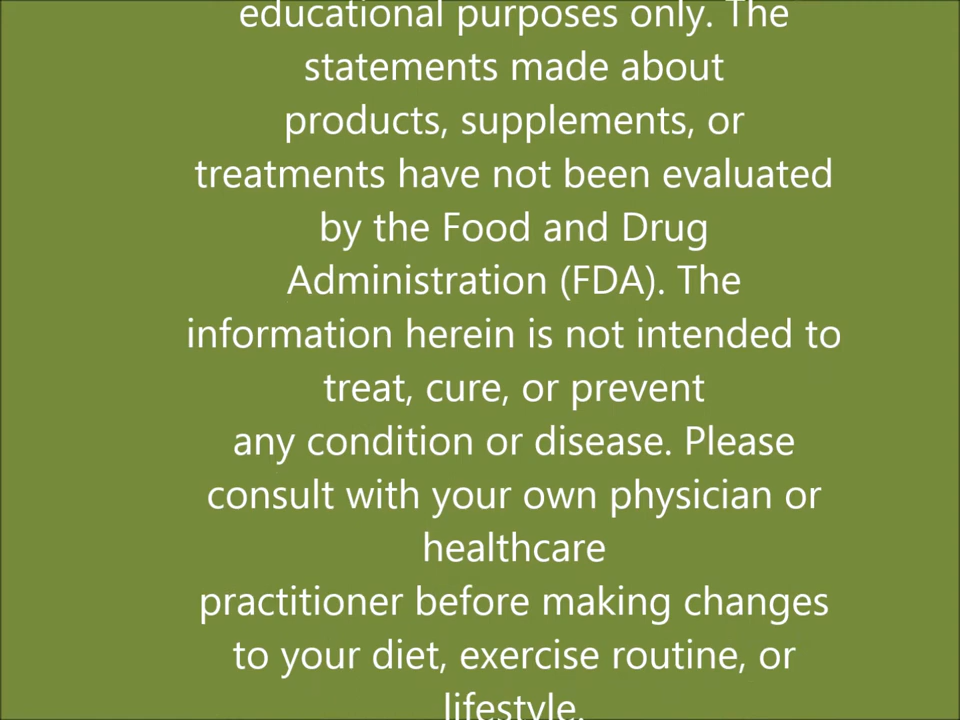 educational purposes only. The
statements made about
products, supplements, or
treatments have not been evaluated
by the Food and Drug
Administration (FDA). The
information herein is not intended to
treat, cure, or prevent
any condition or disease. Please
consult with your own physician or
healthcare
practitioner before making changes
to your diet, exercise routine, or
lifestyle.